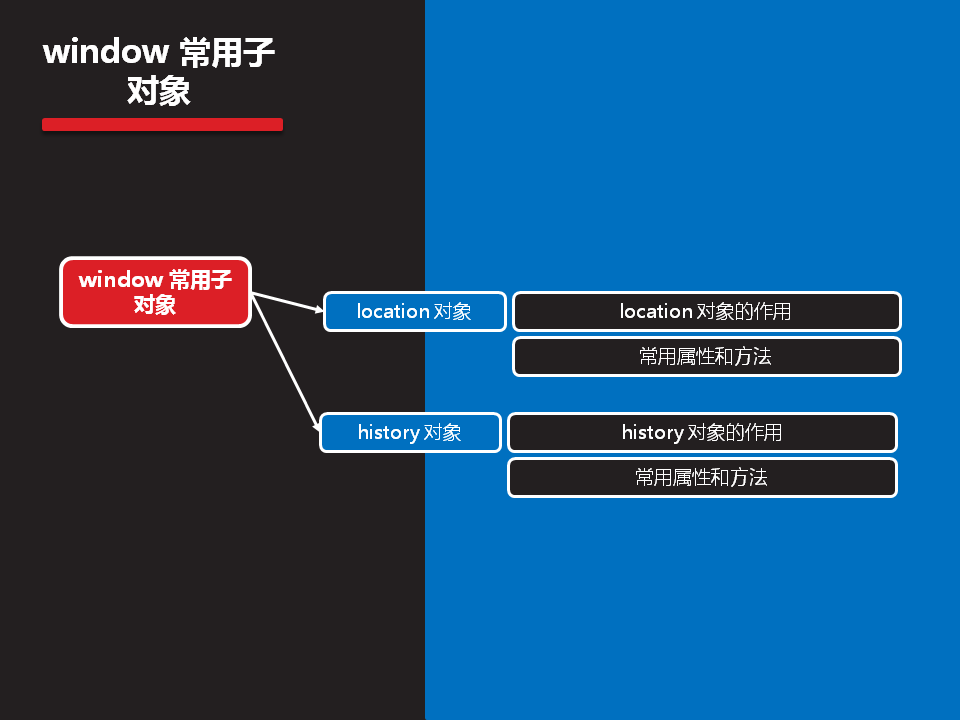 window 常用子
对象
window 常用子
对象
location 对象
location 对象的作用
常用属性和方法
history 对象
history 对象的作用
常用属性和方法